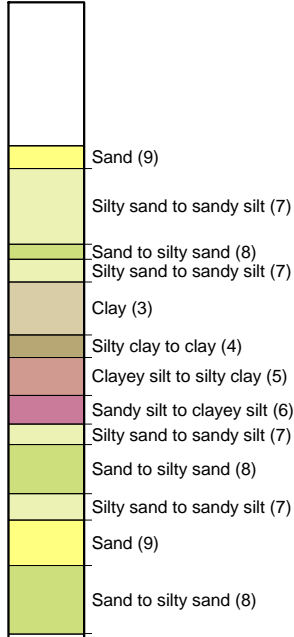 Sand (9)
Silty sand to sandy silt (7)
Sand to silty sand (8)
Silty sand to sandy silt (7)
Clay (3)
Silty clay to clay (4)
Clayey silt to silty clay (5)
Sandy silt to clayey silt (6)
Silty sand to sandy silt (7)
Sand to silty sand (8)
Silty sand to sandy silt (7)
Sand (9)
Sand to silty sand (8)